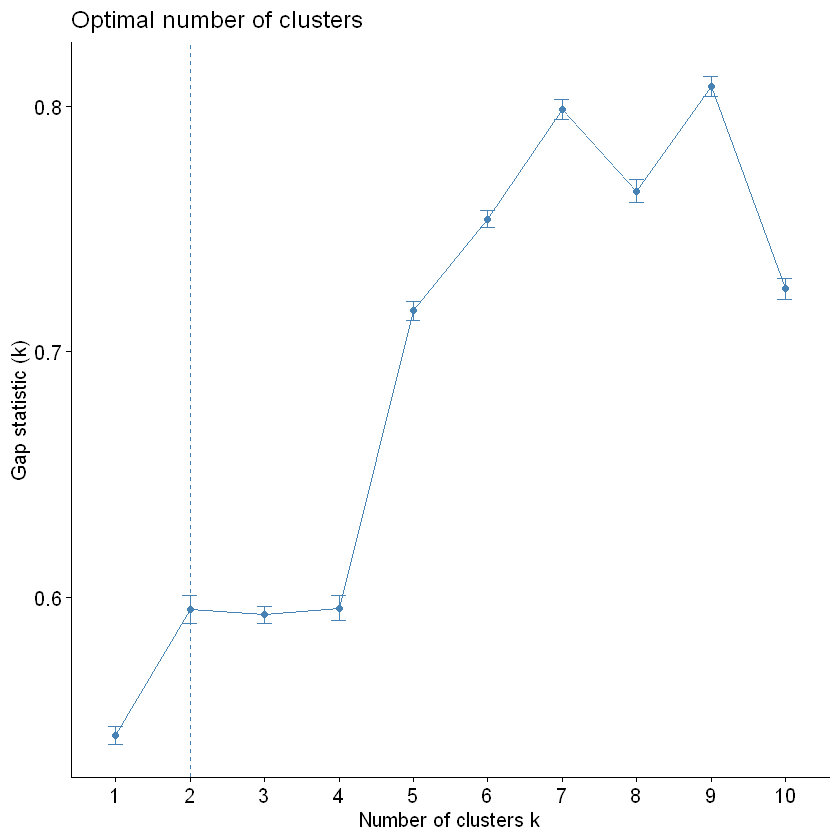 Optimal number of clusters
Gap statistic (k)
0.8
0.7
0.6
1 2 3 4 5 6 7 8 9 10
Number of clusters k